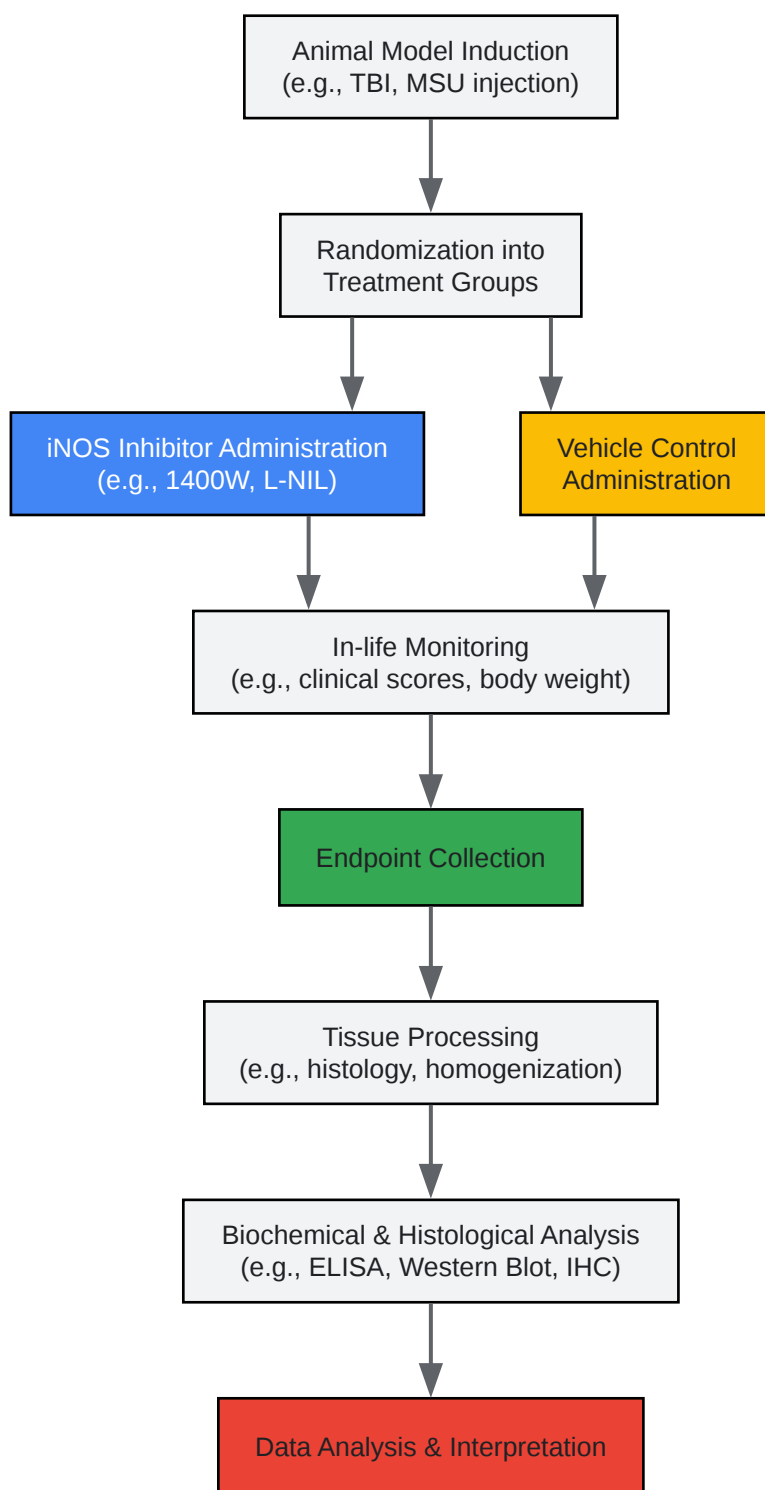 Animal Model Induction
(e.g., TBI, MSU injection)
Randomization into
Treatment Groups
iNOS Inhibitor Administration
(e.g., 1400W, L-NIL)
Vehicle Control
Administration
In-life Monitoring
(e.g., clinical scores, body weight)
Endpoint Collection
Tissue Processing
(e.g., histology, homogenization)
Biochemical & Histological Analysis
(e.g., ELISA, Western Blot, IHC)
Data Analysis & Interpretation